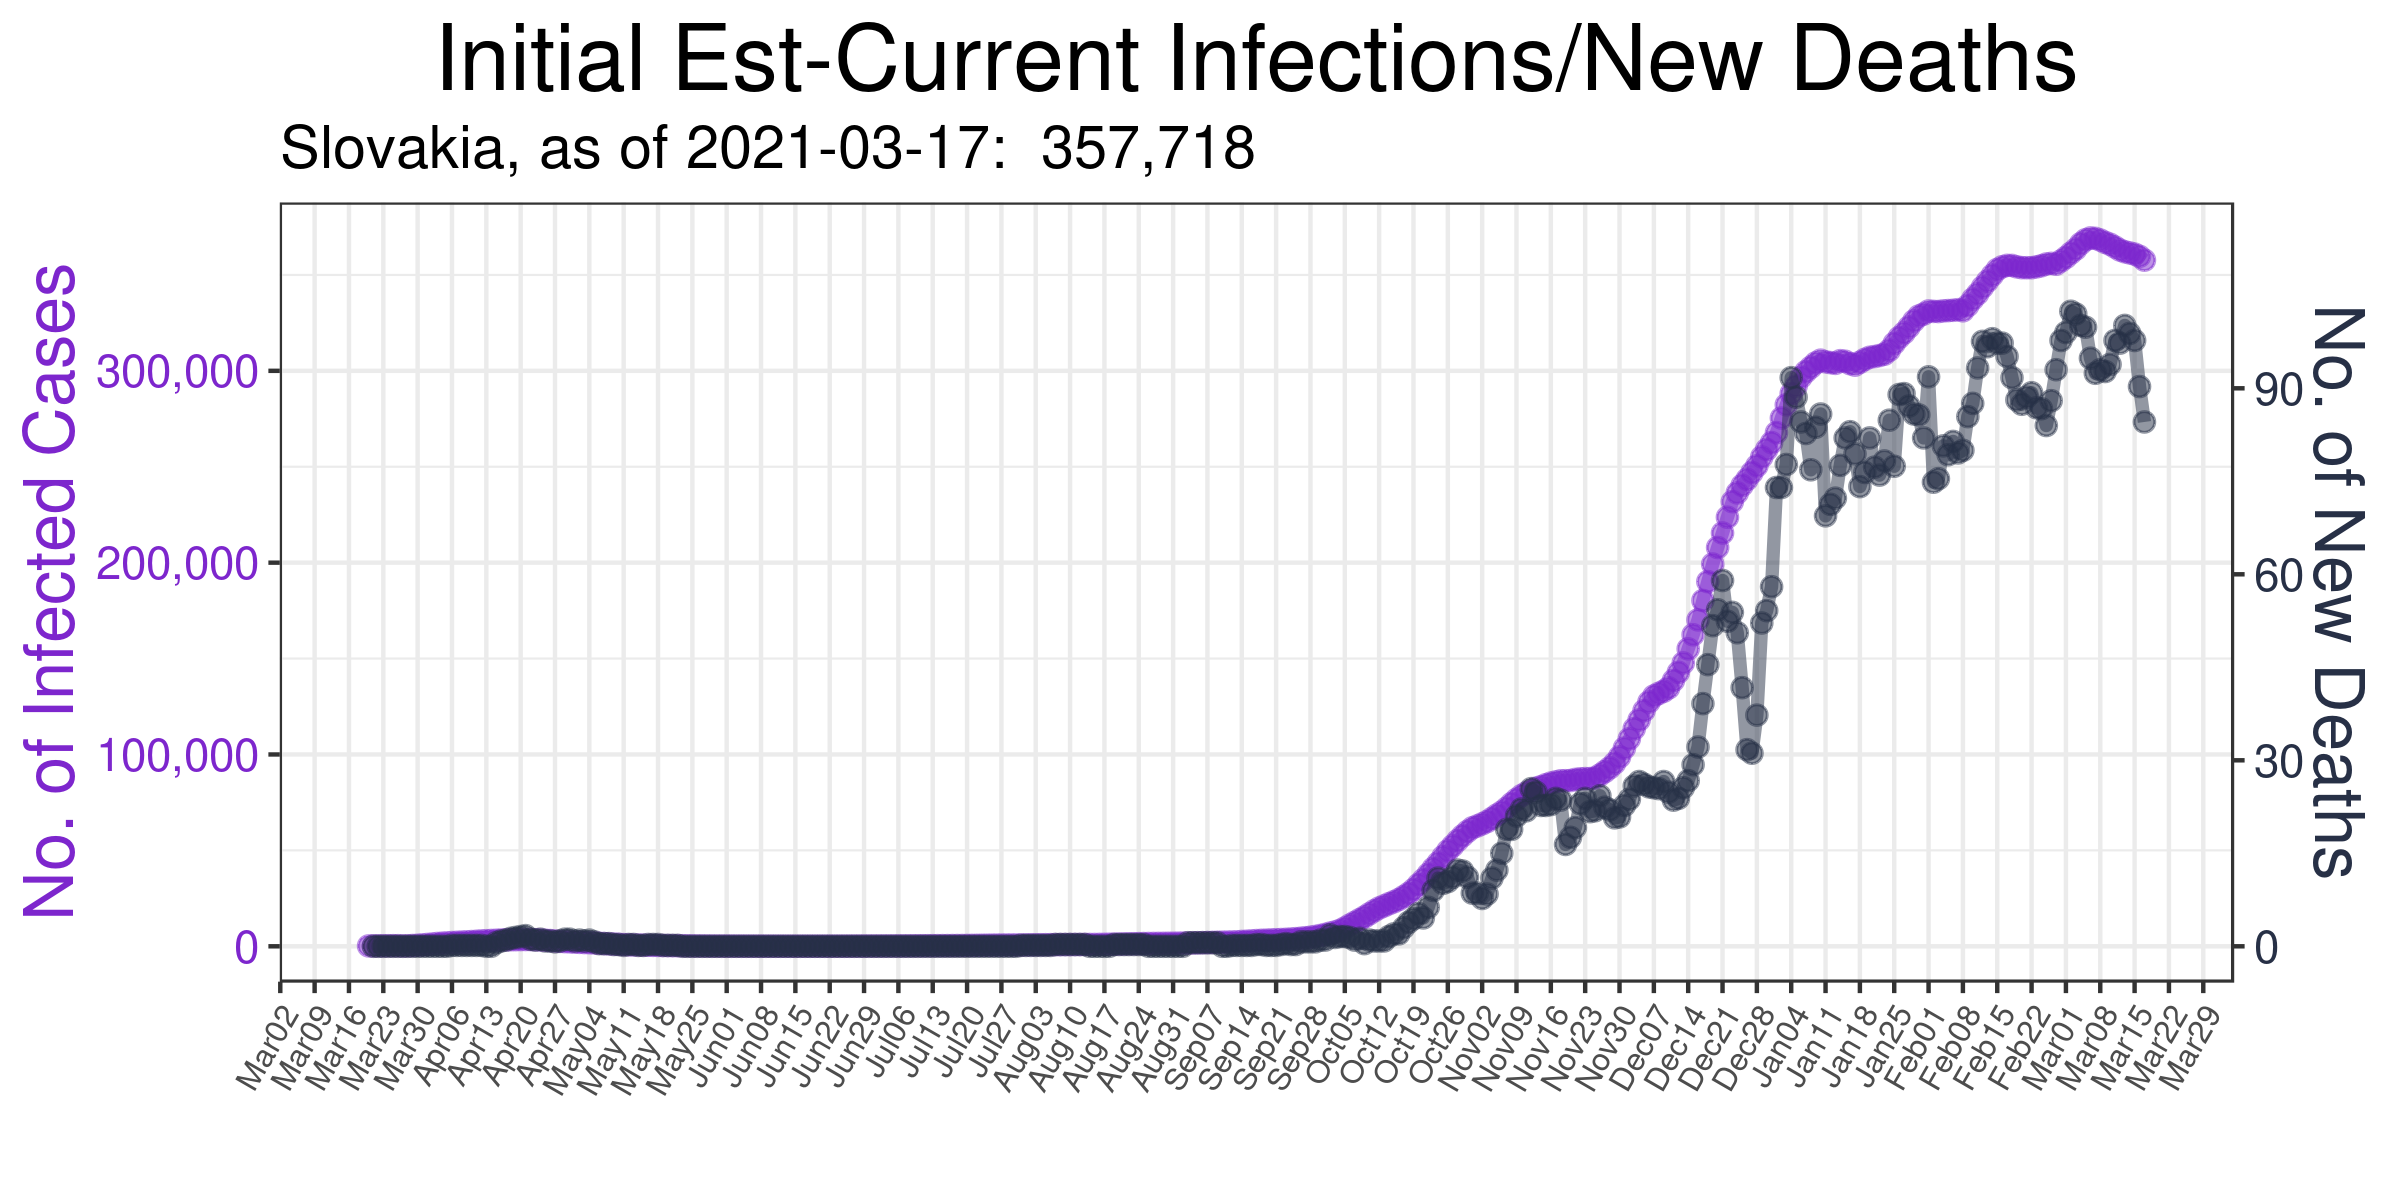 Initial Est-Current Infections/New Deaths
Slovakia, as of 2021-03-17:  357,718
No. of Infected Cases
300,000
200,000
100,000
0
90
60
30
0
No. of New Deaths
Mar02
Mar09
Mar16
Mar23
Mar30
Apr06
Apr13
Apr20
Apr27
May04
May11
May18
May25
Jun01
Jun08
Jun15
Jun22
Jun29
Jul06
Jul13
Jul20
Jul27
Aug03
Aug10
Aug17
Aug24
Aug31
Sep07
Sep14
Sep21
Sep28
Oct05
Oct12
Oct19
Oct26
Nov02
Nov09
Nov16
Nov23
Nov30
Dec07
Dec14
Dec21
Dec28
Jan04
Jan11
Jan18
Jan25
Feb01
Feb08
Feb15
Feb22
Mar01
Mar08
Mar15
Mar22
Mar29